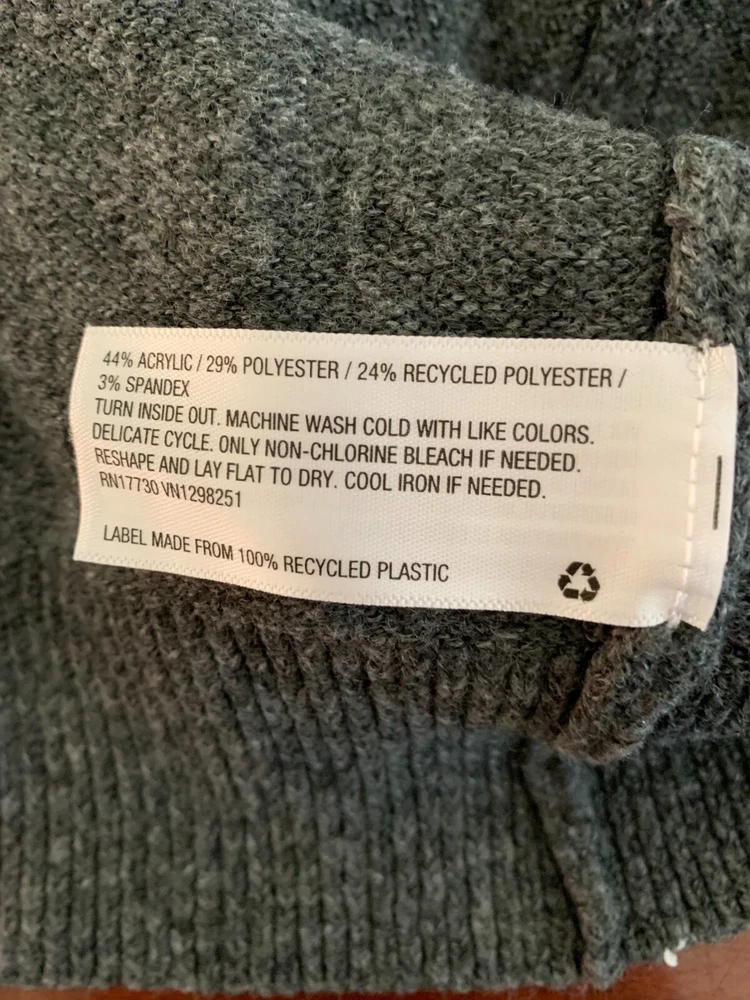 44% ACRYLIC / 29% POLYESTER / 24% RECYCLED POLYESTER /
3% SPANDEX
TURN INSIDE OUT. MACHINE WASH COLD WITH LIKE COLORS.
DELICATE CYCLE. ONLY NON-CHLORINE BLEACH IF NEEDED.
RESHAPE AND LAY FLAT TO DRY. COOL IRON IF NEEDED.
RN17730 VN1298251
LABEL MADE FROM 100% RECYCLED PLASTIC